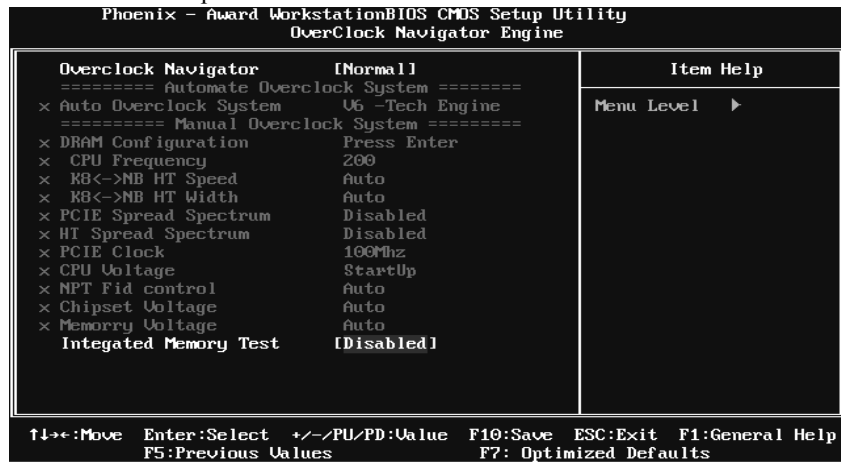 Phoenix - Award WorkstationBIOS CMOS Setup Utility
OverClock Navigator Engine
Overclock Navigator [Normal]
========= Automate Overclock System ========
x Auto Overclock System V6 -Tech Engine
========== Manual Overclock System =========
x DRAM Configuration Press Enter
x CPU Frequency 200
x K8<->NB HT Speed Auto
x K8<->NB HT Width Auto
x PCIE Spread Spectrum Disabled
x HT Spread Spectrum Disabled
x PCIE Clock 100Mhz
x CPU Voltage StartUp
x NPT Fid control Auto
x Chipset Voltage Auto
x Memorry Voltage Auto
Integated Memory Test [Disabled]
Item Help
Menu Level ▶
↑↓→←:Move Enter:Select +/-/PU/PD:Value F10:Save ESC:Exit F1:General Help
F5:Previous Values F7: Optimized Defaults